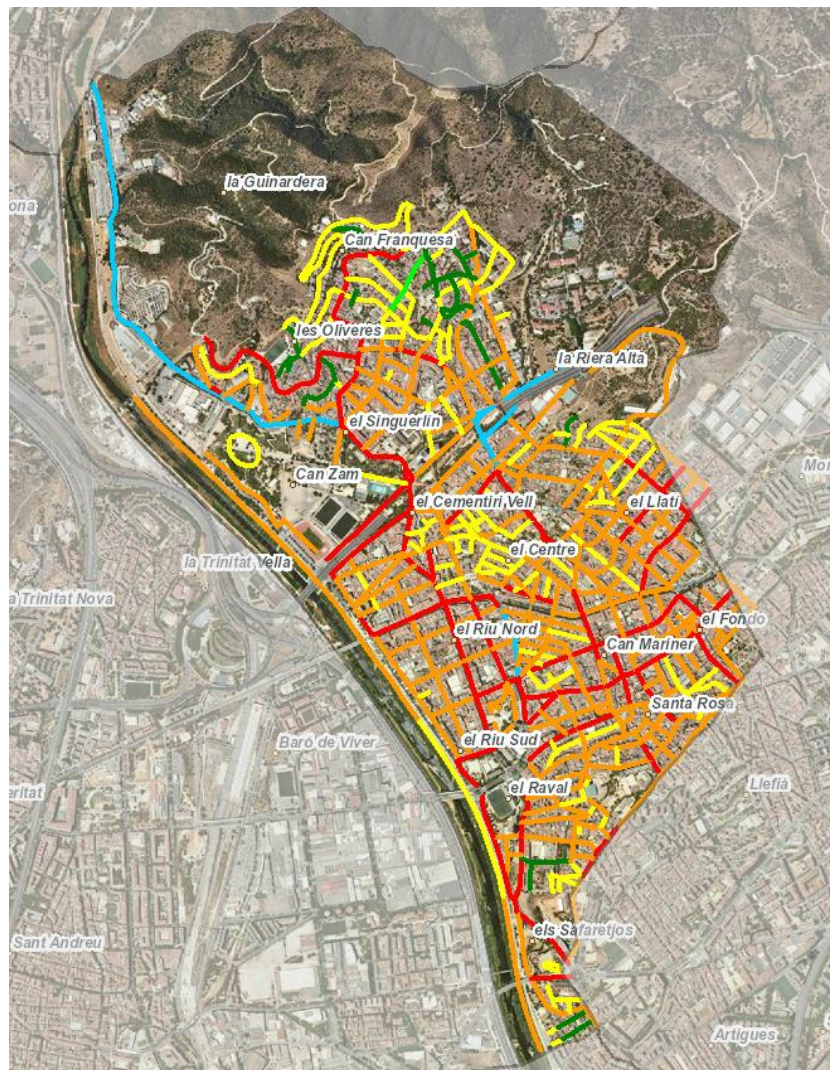 la Guinardera
ona
Can Franquesa
les Oliveres
la Riera Alta
el Singuerlín
Can Zam
el Cementiri Vell
el Llatí
el Centre
la Trinitat Vella
a Trinitat Nova
el Fondo
el Riu Nord
Can Mariner
Santa Rosa
el Riu Sud
Baró de Viver
el Raval
Llefià
eritat
els Safaretjos
Sant Andreu
Artigues